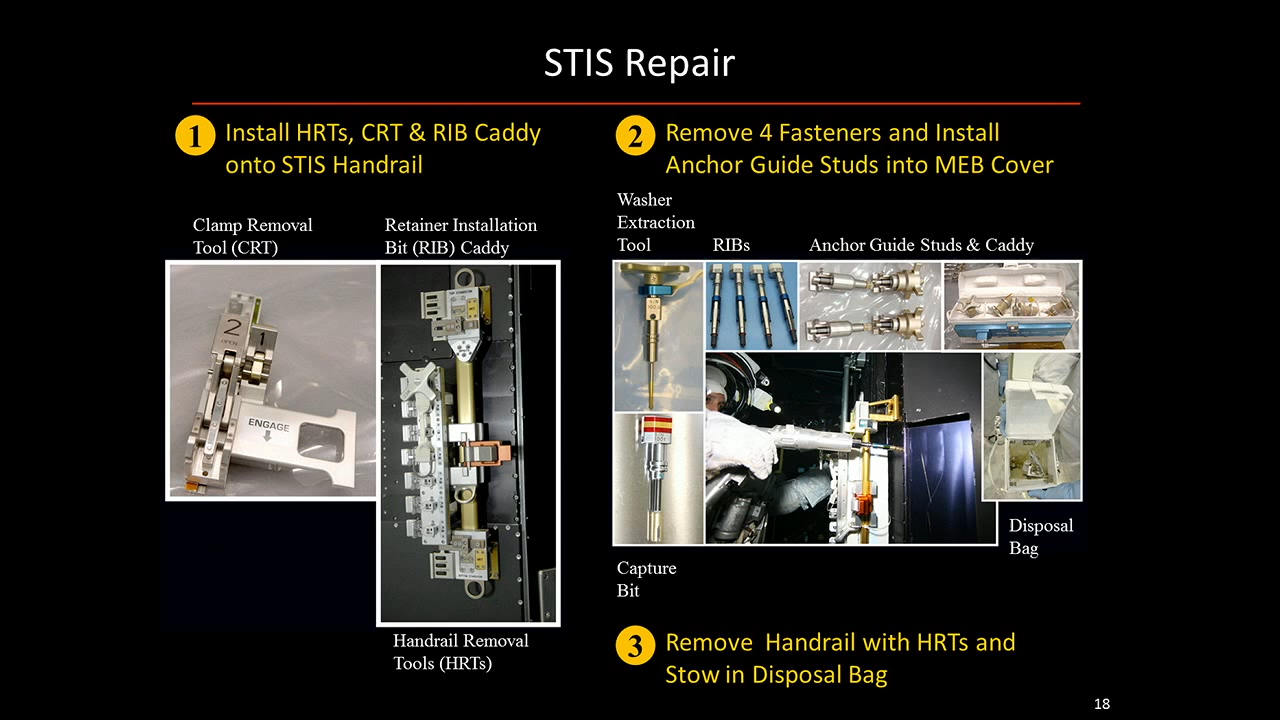 STIS Repair
1 Install HRTs, CRT & RIB Caddy
onto STIS Handrail
Clamp Removal
Tool (CRT)
Retainer Installation
Bit (RIB) Caddy
2
OPEN
1
ENGAGE
Handrail Removal
Tools (HRTs)
2 Remove 4 Fasteners and Install
Anchor Guide Studs into MEB Cover
Washer
Extraction
Tool
RIBs
Anchor Guide Studs & Caddy
Capture
Bit
Disposal
Bag
3 Remove Handrail with HRTs and
Stow in Disposal Bag
18